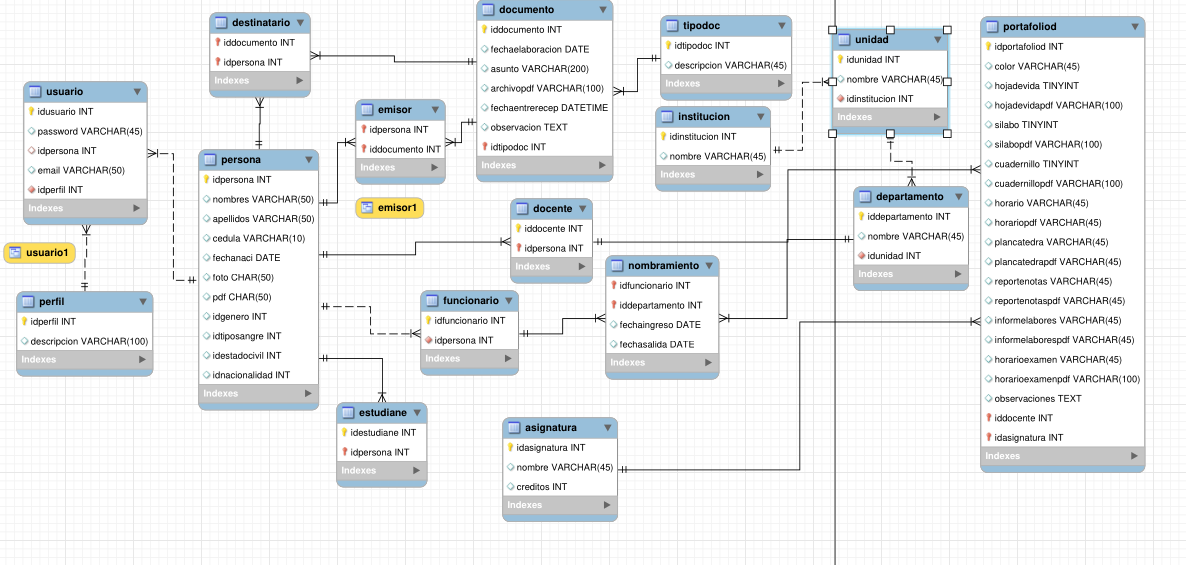 destinatario
iddocumento INT
idpersona INT
Indexes
documento
iddocumento INT
fechaelaboracion DATE
asunto VARCHAR(200)
archivopdf VARCHAR(100)
fechaentrerecep DATETIME
observacion TEXT
idtipodoc INT
Indexes
tipodoc
idtipodoc INT
descripcion VARCHAR(45)
Indexes
unidad
idunidad INT
nombre VARCHAR(45)
idinstitucion INT
Indexes
portafoliod
idportafoliod INT
color VARCHAR(45)
hojadevida TINYINT
hojadevidapdf VARCHAR(100)
silabo TINYINT
silabopdf VARCHAR(100)
cuadernillo TINYINT
cuadernillopdf VARCHAR(100)
horario VARCHAR(45)
horariopdf VARCHAR(45)
plancatedra VARCHAR(45)
plancatedrapdf VARCHAR(45)
reportenotas VARCHAR(45)
reportenotaspdf VARCHAR(45)
informelabores VARCHAR(45)
informelaborespdf VARCHAR(45)
horarioexamen VARCHAR(45)
horarioexamenpdf VARCHAR(100)
observaciones TEXT
iddocente INT
idasignatura INT
Indexes
usuario
idusuario INT
password VARCHAR(45)
idpersona INT
email VARCHAR(50)
idperfil INT
Indexes
emisor
idpersona INT
iddocumento INT
Indexes
emisor1
institucion
idinstitucion INT
nombre VARCHAR(45)
Indexes
persona
idpersona INT
nombres VARCHAR(50)
apellidos VARCHAR(50)
cedula VARCHAR(10)
fechanaci DATE
foto CHAR(50)
pdf CHAR(50)
idgenero INT
idtiposangre INT
idestadocivil INT
idnacionalidad INT
Indexes
docente
iddocente INT
idpersona INT
Indexes
departamento
iddepartamento INT
nombre VARCHAR(45)
idunidad INT
Indexes
usuario1
nombramiento
idfuncionario INT
iddepartamento INT
fechaingreso DATE
fechasalida DATE
Indexes
perfil
idperfil INT
descripcion VARCHAR(100)
Indexes
funcionario
idfuncionario INT
idpersona INT
Indexes
estudiane
idestudiane INT
idpersona INT
Indexes
asignatura
idasignatura INT
nombre VARCHAR(45)
creditos INT
Indexes